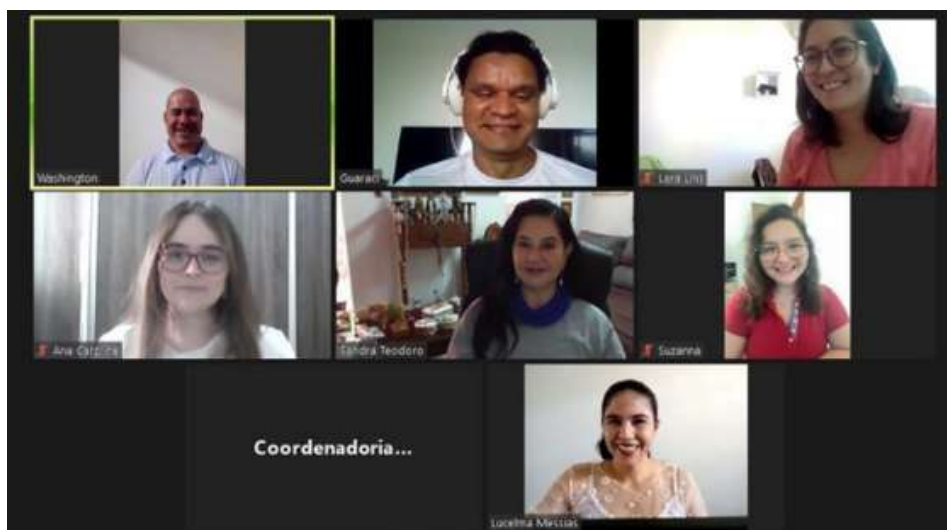 Washington
Guaraci
Lara Lins
Ana Carolina
Sandra Teodoro
Suzanna
Coordenadoria...
Lucelma Messias